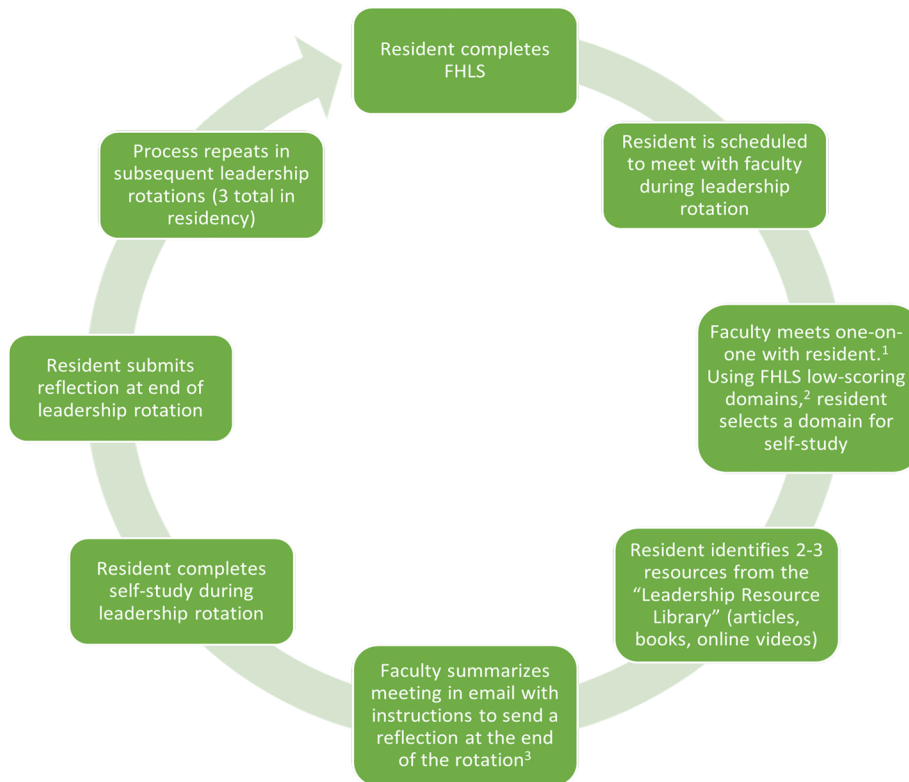 Resident completes
FHLS
Resident is scheduled
to meet with faculty
during leadership
rotation
Faculty meets one-on-
one with resident.¹
Using FHLS low-scoring
domains,² resident
selects a domain for
self-study
Resident identifies 2-3
resources from the
“Leadership Resource
Library” (articles,
books, online videos)
Faculty summarizes
meeting in email with
instructions to send a
reflection at the end
of the rotation³
Resident completes
self-study during
leadership rotation
Resident submits
reflection at end of
leadership rotation
Process repeats in
subsequent leadership
rotations (3 total in
residency)